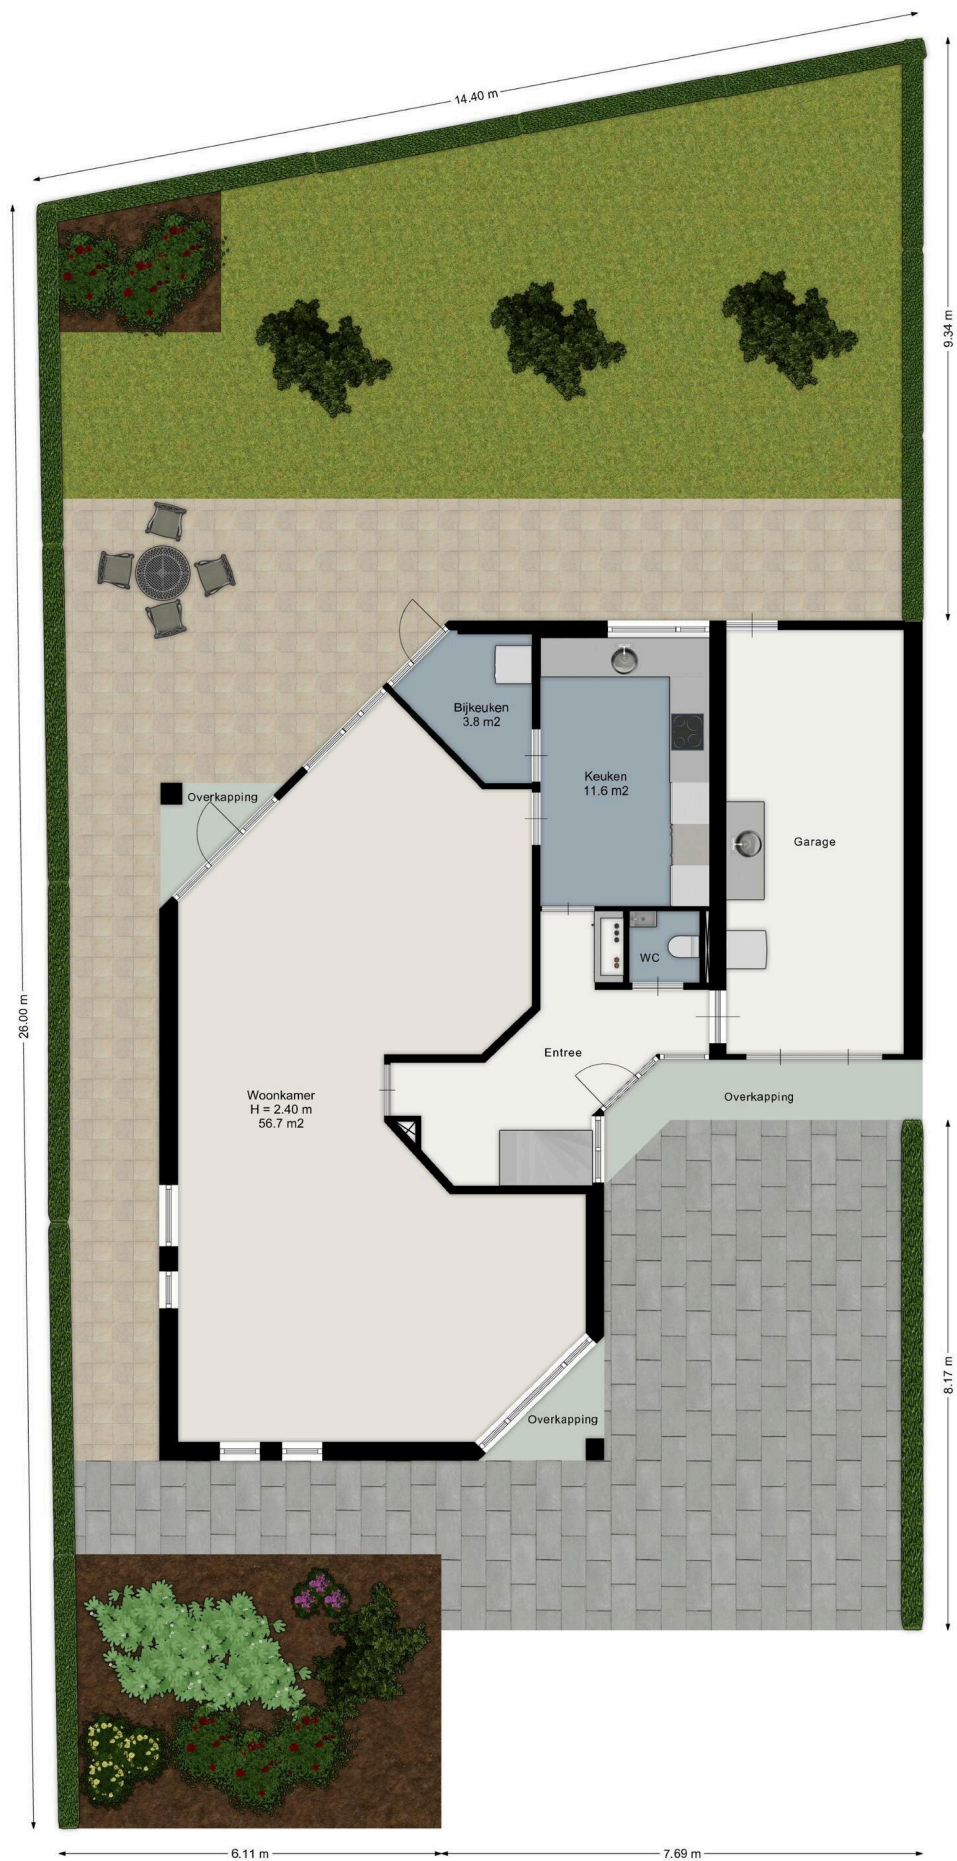 14.40 m
9.34 m
Bijkeuken
3.8 m2
Keuken
11.6 m2
Overkapping
Garage
WC
26.00 m
Entree
Woonkamer
H = 2.40 m
56.7 m2
Overkapping
8.17 m
Overkapping
6.11 m
7.69 m